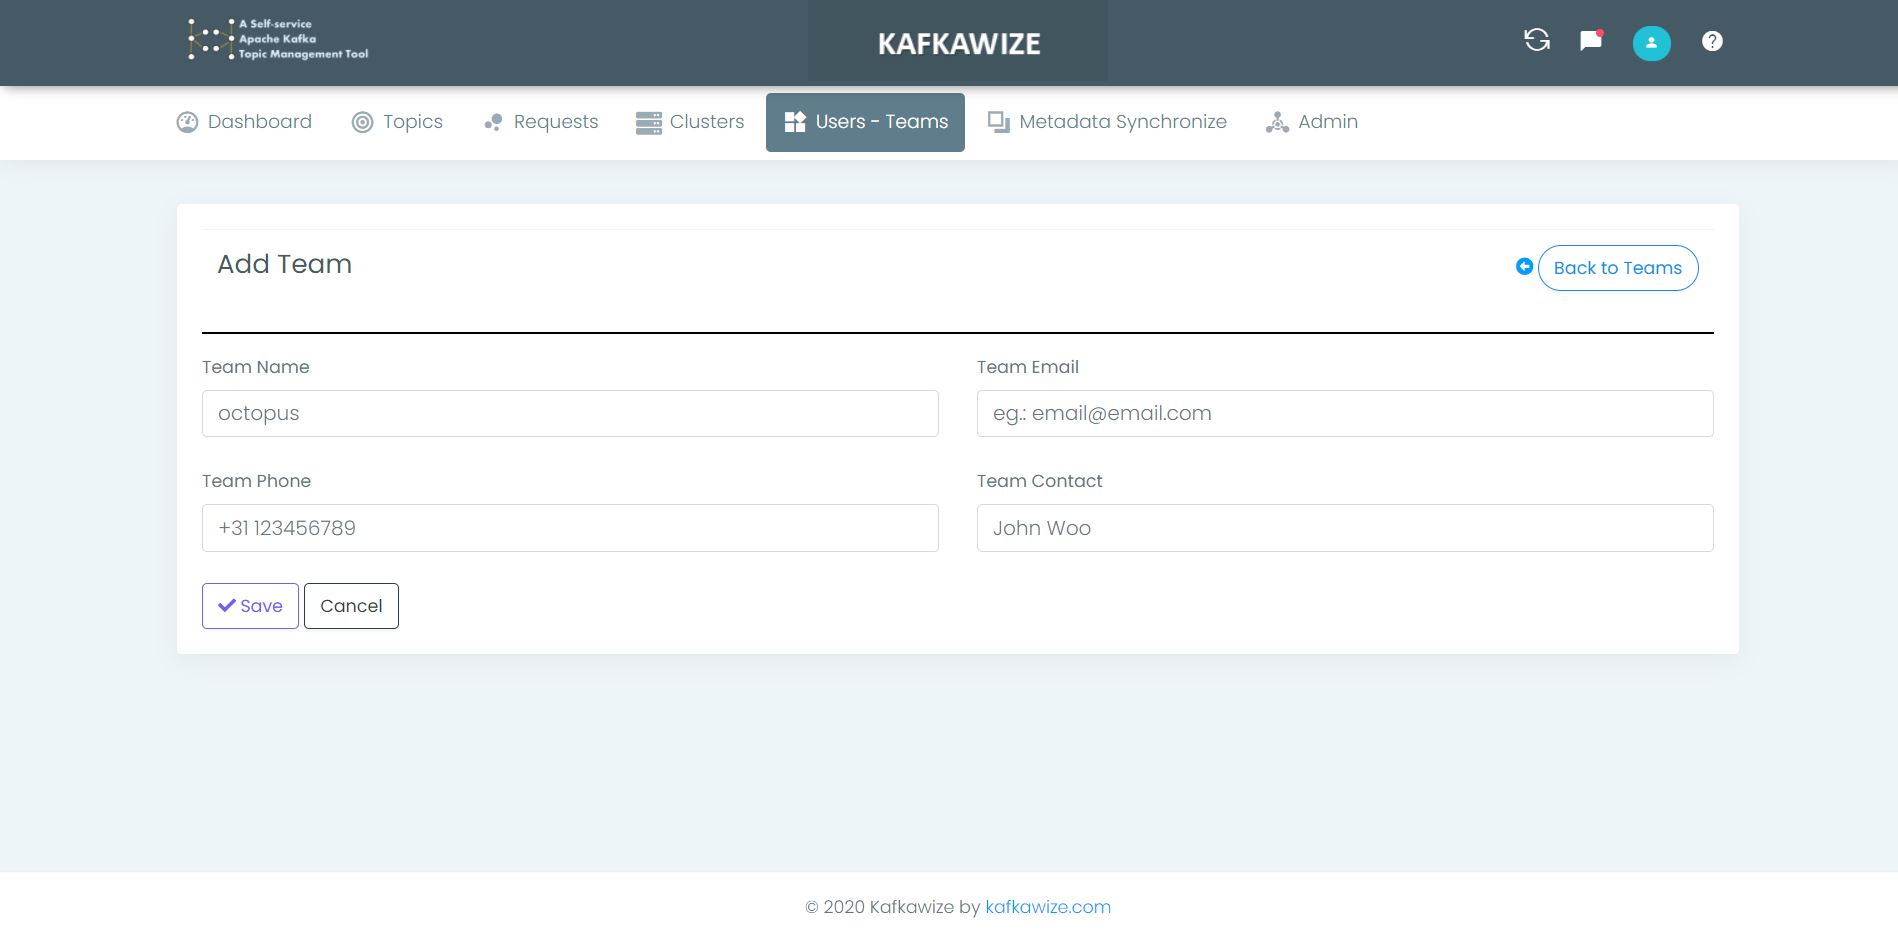 A Self-service
Apache Kafka
Topic Management Tool
KAFKAWIZE
Dashboard
Topics
Requests
Clusters
Users - Teams
Metadata Synchronize
Admin
Add Team
Back to Teams
Team Name
Team Email
octopus
eg.: email@email.com
Team Phone
Team Contact
+31 123456789
John Woo
Save
Cancel
© 2020 Kafkawize by kafkawize.com